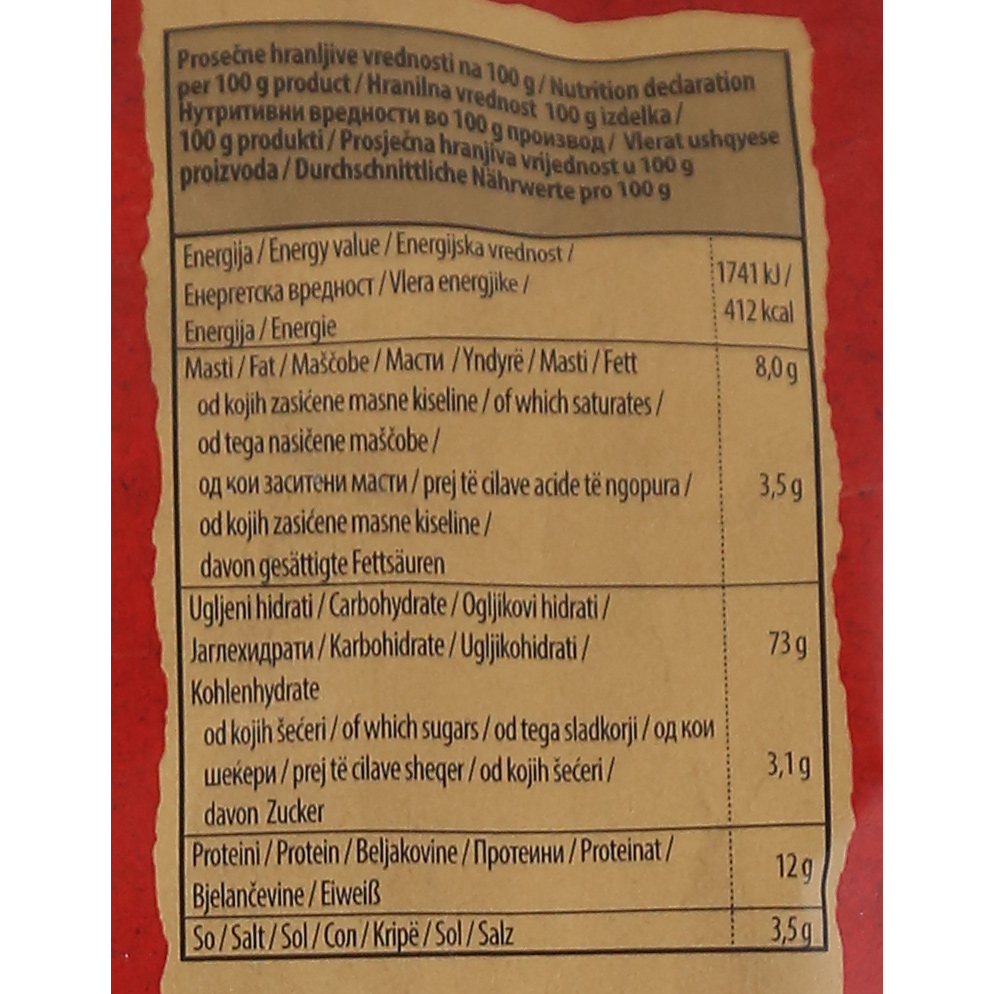 Prosečne hranljive vrednosti na 100 g / Nutrition declaration
per 100 g product / Hranilna vrednost 100 g izdelka /
Нутритивни вредности во 100 g производ / Vlerat ushqyese
100 g produkti / Prosječna hranjiva vrijednost u 100 g
proizvoda / Durchschnittliche Nährwerte pro 100 g
Energija / Energy value / Energijska vrednost /
Енергетска вредност / Vlera energjike /
Energija / Energie
1741 kJ /
412 kcal
Masti / Fat / Maščobe / Масти / Yndyrë / Masti / Fett 8,0 g
od kojih zasićene masne kiseline / of which saturates /
od tega nasičene maščobe /
од кои заситени масти / prej të cilave acide të ngopura / 3,5 g
od kojih zasićene masne kiseline /
davon gesättigte Fettsäuren
Ugljeni hidrati / Carbohydrate / Ogljikovi hidrati /
Јаглехидрати / Karbohidrate / Ugljikohidrati / 73 g
Kohlenhydrate
od kojih šećeri / of which sugars / od tega sladkorji / од кои
шеќери / prej të cilave sheqer / od kojih šećeri / 3,1 g
davon Zucker
Proteini / Protein / Beljakovine / Протеини / Proteinat / 12 g
Bjelančevine / Eiweiß
So / Salt / Sol / Сол / Kripë / Sol / Salz 3,5 g